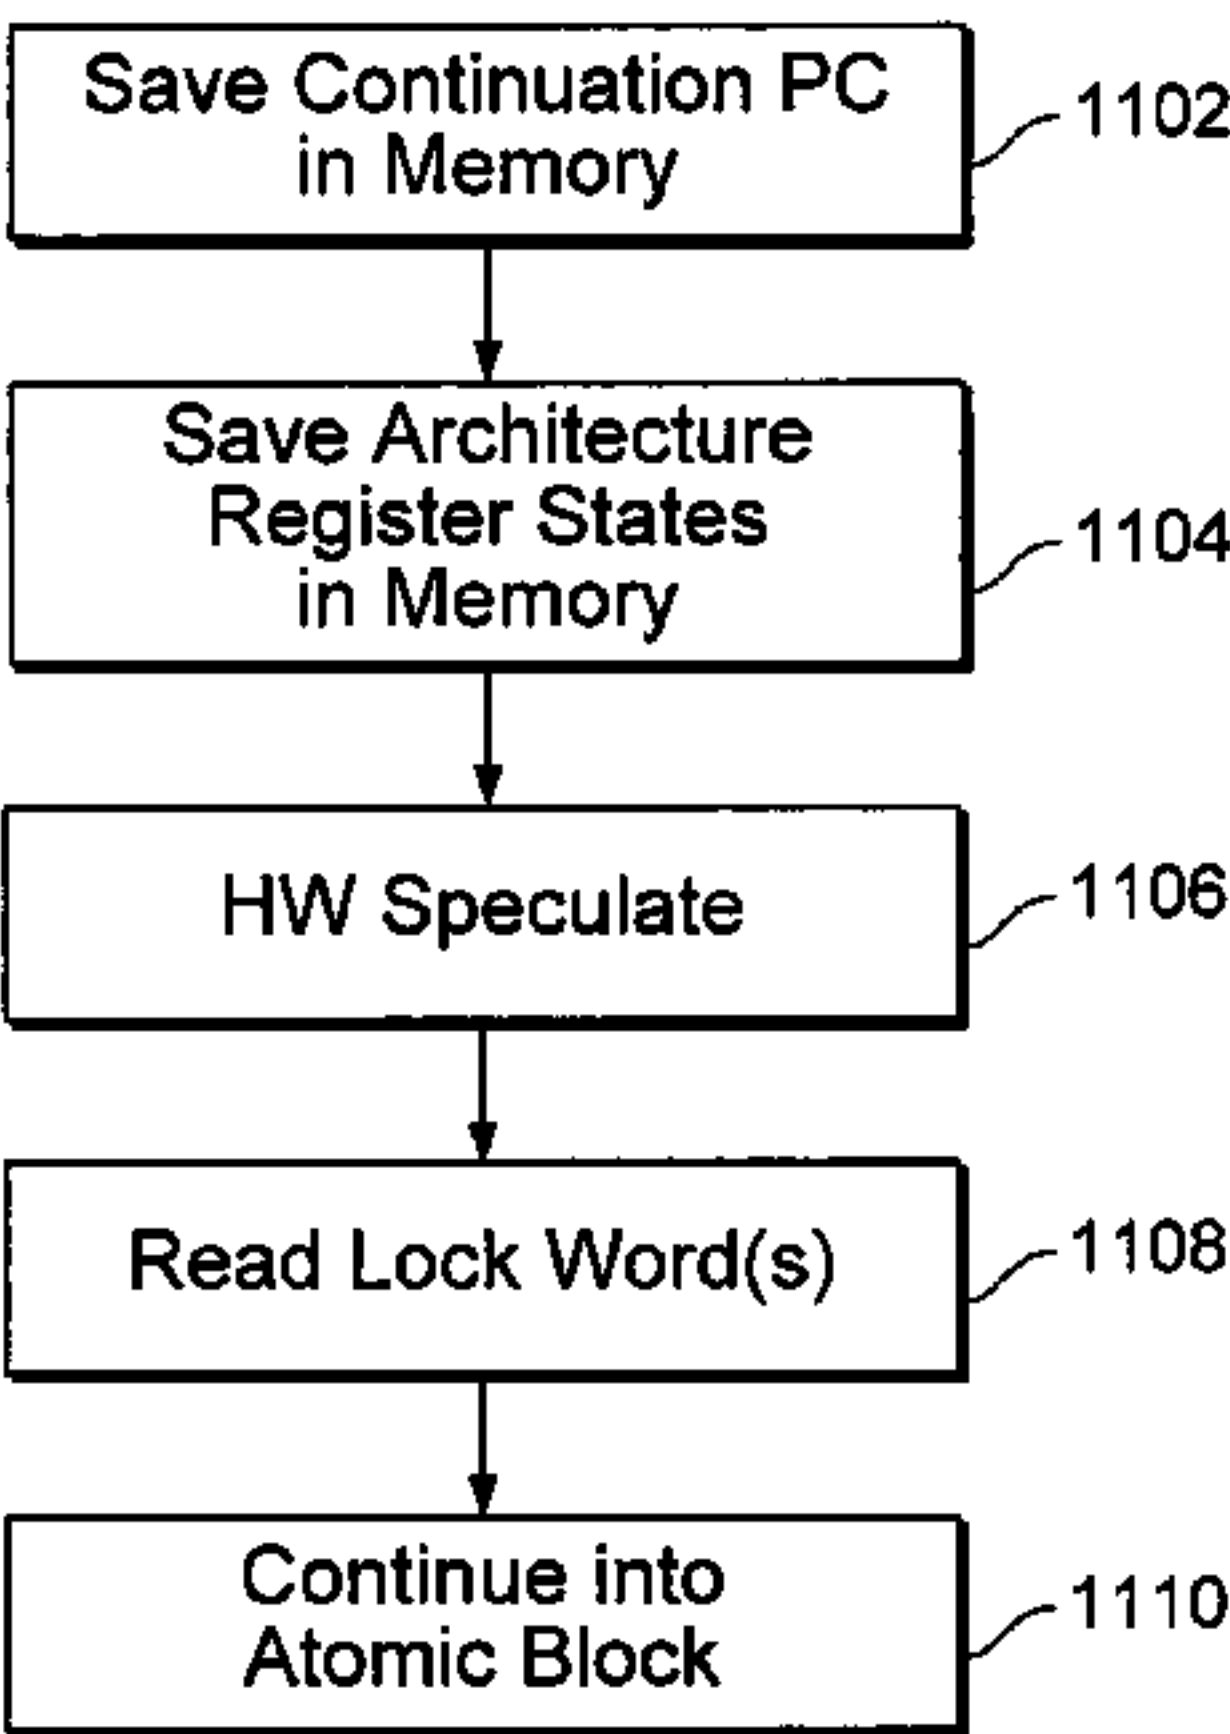 Save Continuation PC
in Memory
1102
Save Architecture
Register States
in Memory
1104
HW Speculate
1106
Read Lock Word(s)
1108
Continue into
Atomic Block
1110